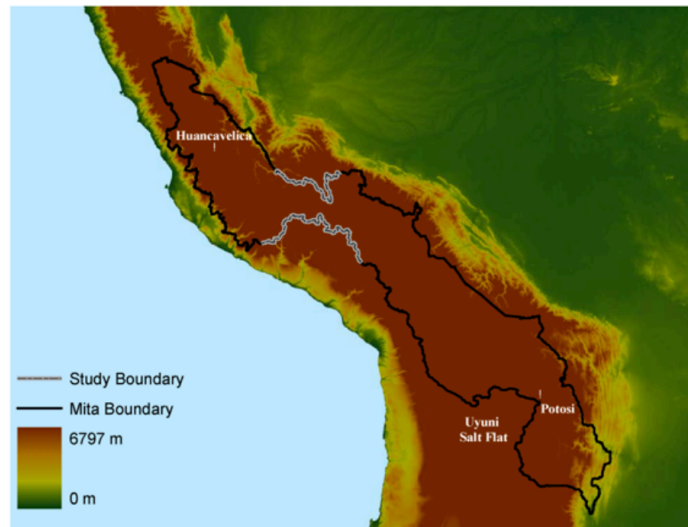 Huancavelica
Study Boundary
Mita Boundary
6797 m
0 m
Potosi
Uyuni
Salt Flat